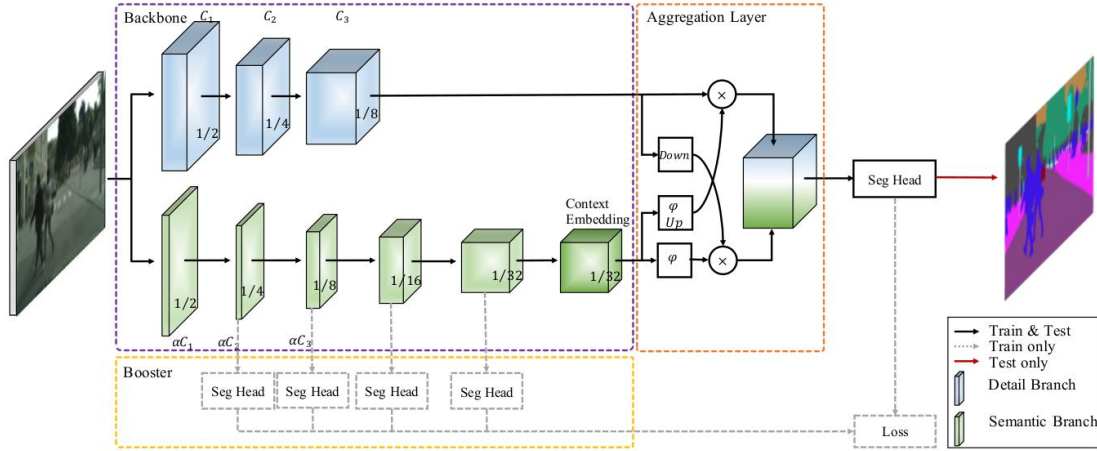 Backbone
C₁
C₂
C₃
Aggregation Layer
1/2
1/4
1/8
×
Down
Seg Head
φ
Up
Context
Embedding
φ
×
1/2
1/4
1/8
1/16
1/32
1/32
αC₁
αC₂
αC₃
Train & Test
Train only
Test only
Detail Branch
Semantic Branch
Booster
Seg Head
Seg Head
Seg Head
Seg Head
Loss